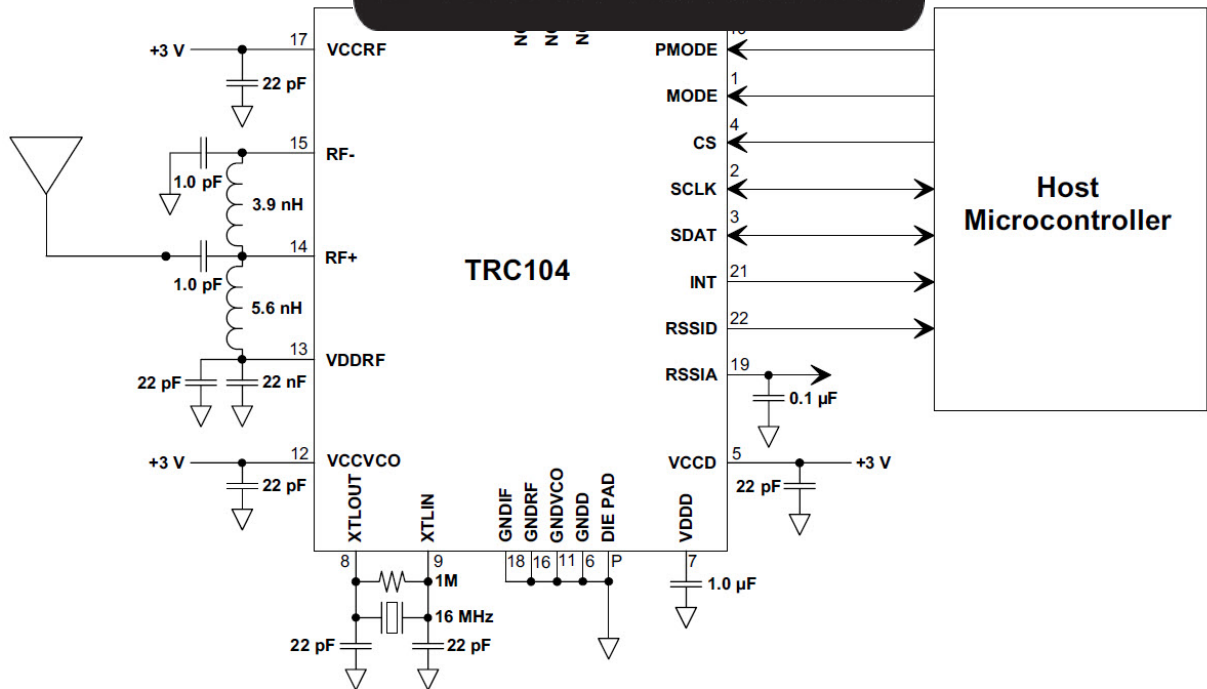 +3 V
17
VCCRF
22 pF
PMODE
1
MODE
4
CS
15
RF-
1.0 pF
3.9 nH
2
SCLK
Host
Microcontroller
3
SDAT
14
RF+
1.0 pF
TRC104
21
INT
5.6 nH
22
RSSID
13
VDDRF
22 pF
22 nF
19
RSSIA
0.1 µF
+3 V
12
VCCVCO
22 pF
5
VCCD
+3 V
22 pF
XTLOUT
XTLIN
GNDIF
GNDRF
GNDVCO
GNDD
DIE PAD
VDDD
8
9
18
16
11
6
P
7
1M
1.0 µF
16 MHz
22 pF
22 pF